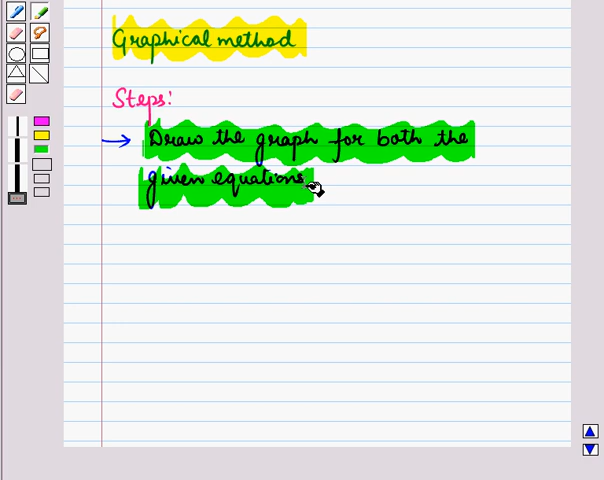 Graphical method
Steps:
→ Draw the graph for both the
given equations